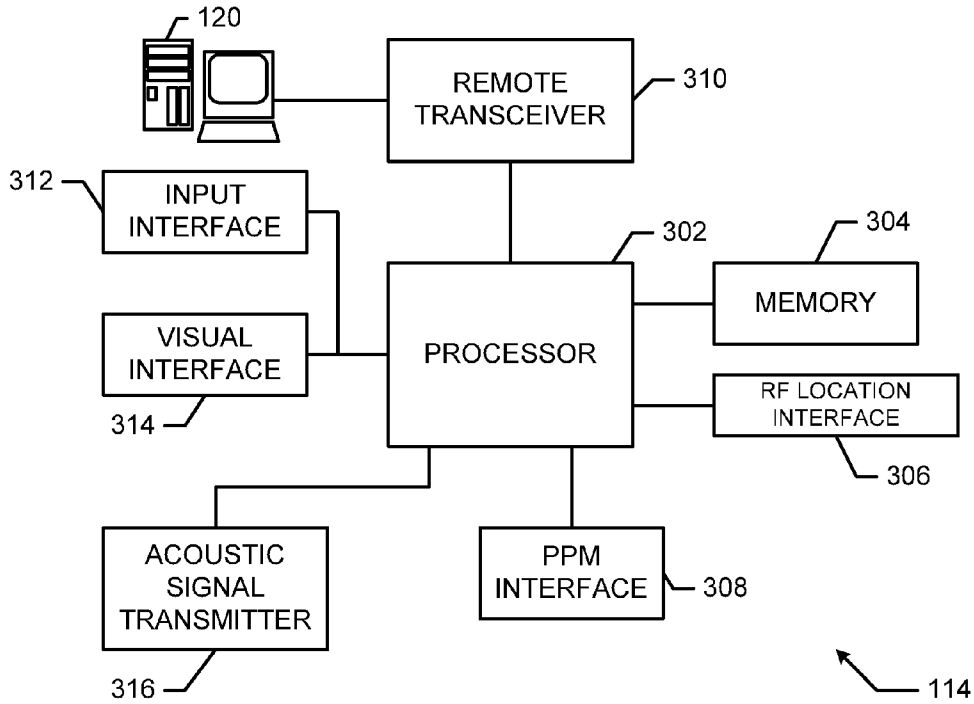 120
REMOTE
TRANSCEIVER
310
312
INPUT
INTERFACE
302
304
PROCESSOR
MEMORY
VISUAL
INTERFACE
314
RF LOCATION
INTERFACE
306
ACOUSTIC
SIGNAL
TRANSMITTER
316
PPM
INTERFACE
308
114